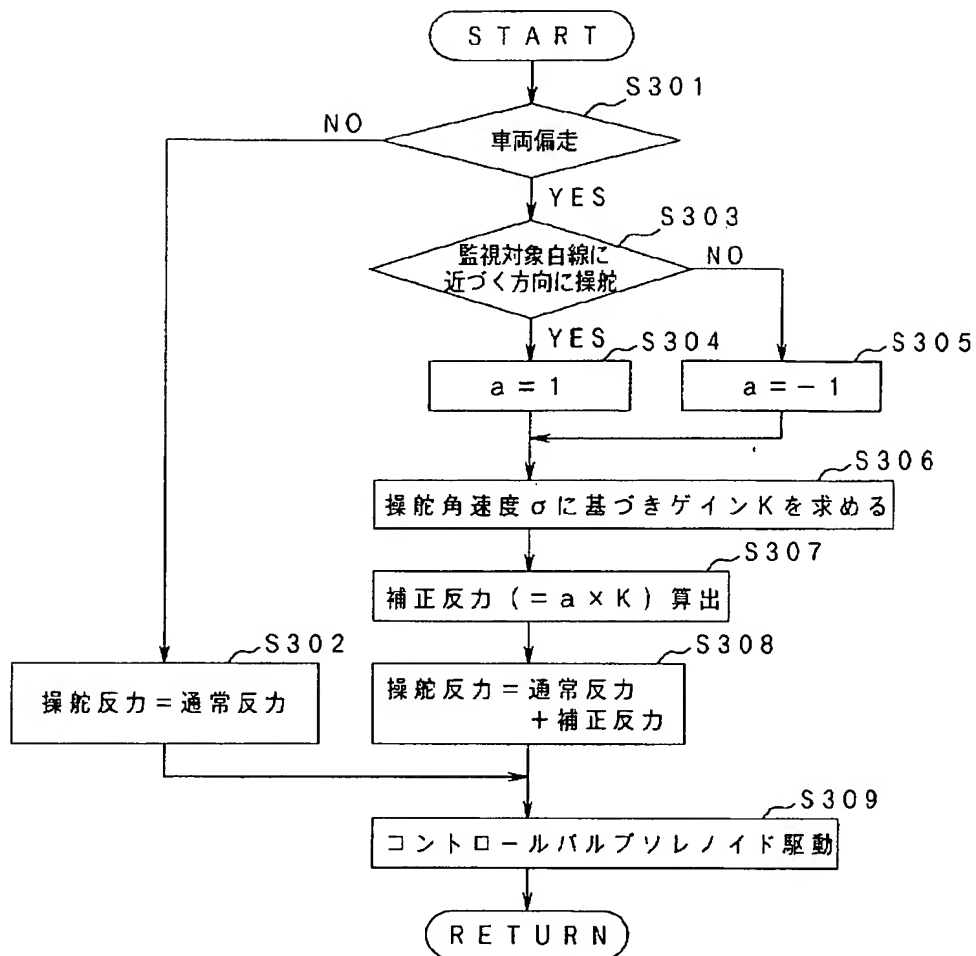 START
S301
NO
車両偏走
YES
S303
監視対象白線に
近づく方向に操舵
NO
YES
S304
S305
a=1
a=-1
S306
操舵角速度σに基づきゲインKを求める
S307
補正反力(=a×K)算出
S302
S308
操舵反力=通常反力
操舵反力=通常反力
+補正反力
S309
コントロールバルブソレノイド駆動
RETURN